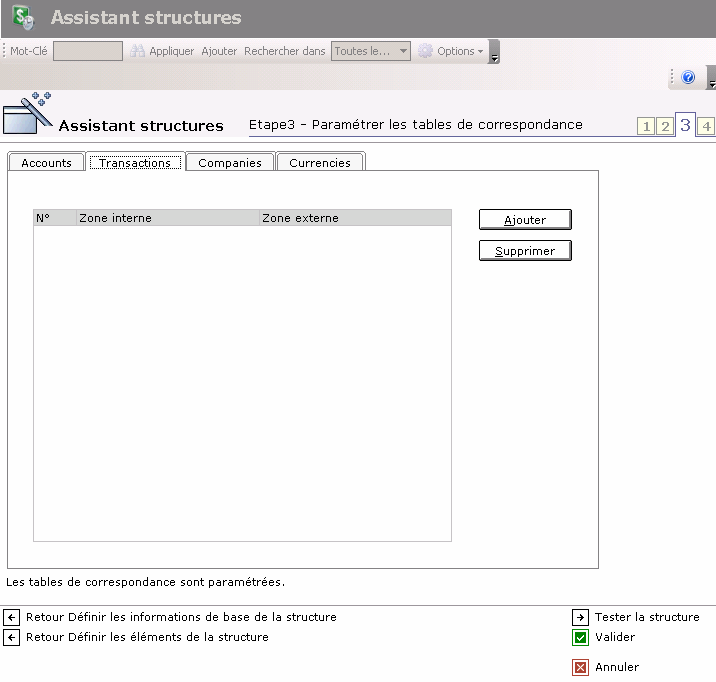 Assistant structures
Mot-Clé Appliquer Ajouter Rechercher dans Toutes le... Options
Assistant structures Etape3 - Paramétrer les tables de correspondance 1 2 3 4
Accounts Transactions Companies Currencies
N° Zone interne Zone externe
Ajouter
Supprimer
Les tables de correspondance sont paramétrées.
Retour Définir les informations de base de la structure Tester la structure
Retour Définir les éléments de la structure Valider
Annuler